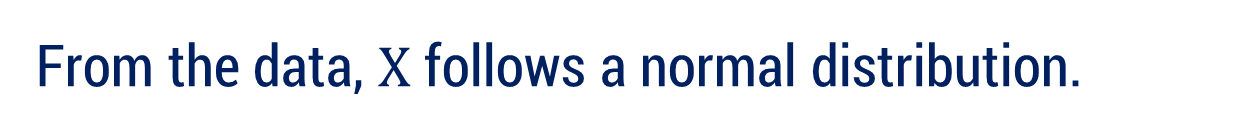 From the data, X follows a normal distribution.